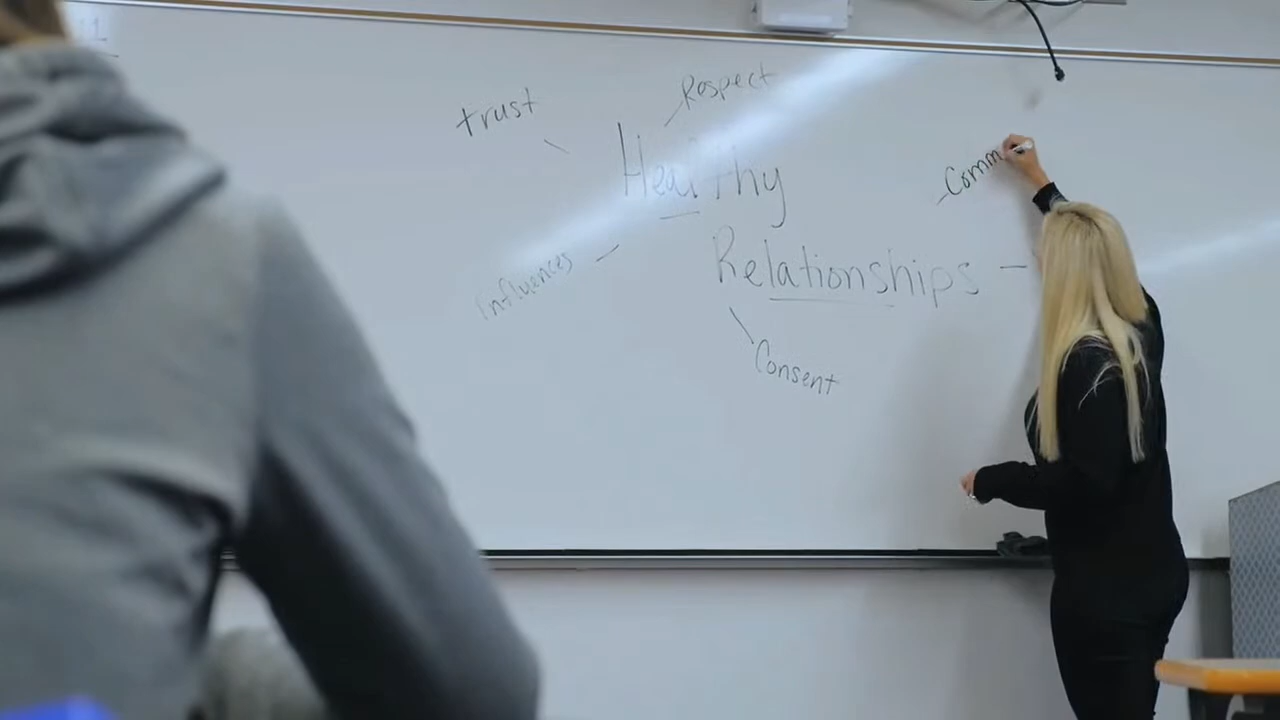 Respect
trust
Healthy
Comm
Relationships
Influences
Consent